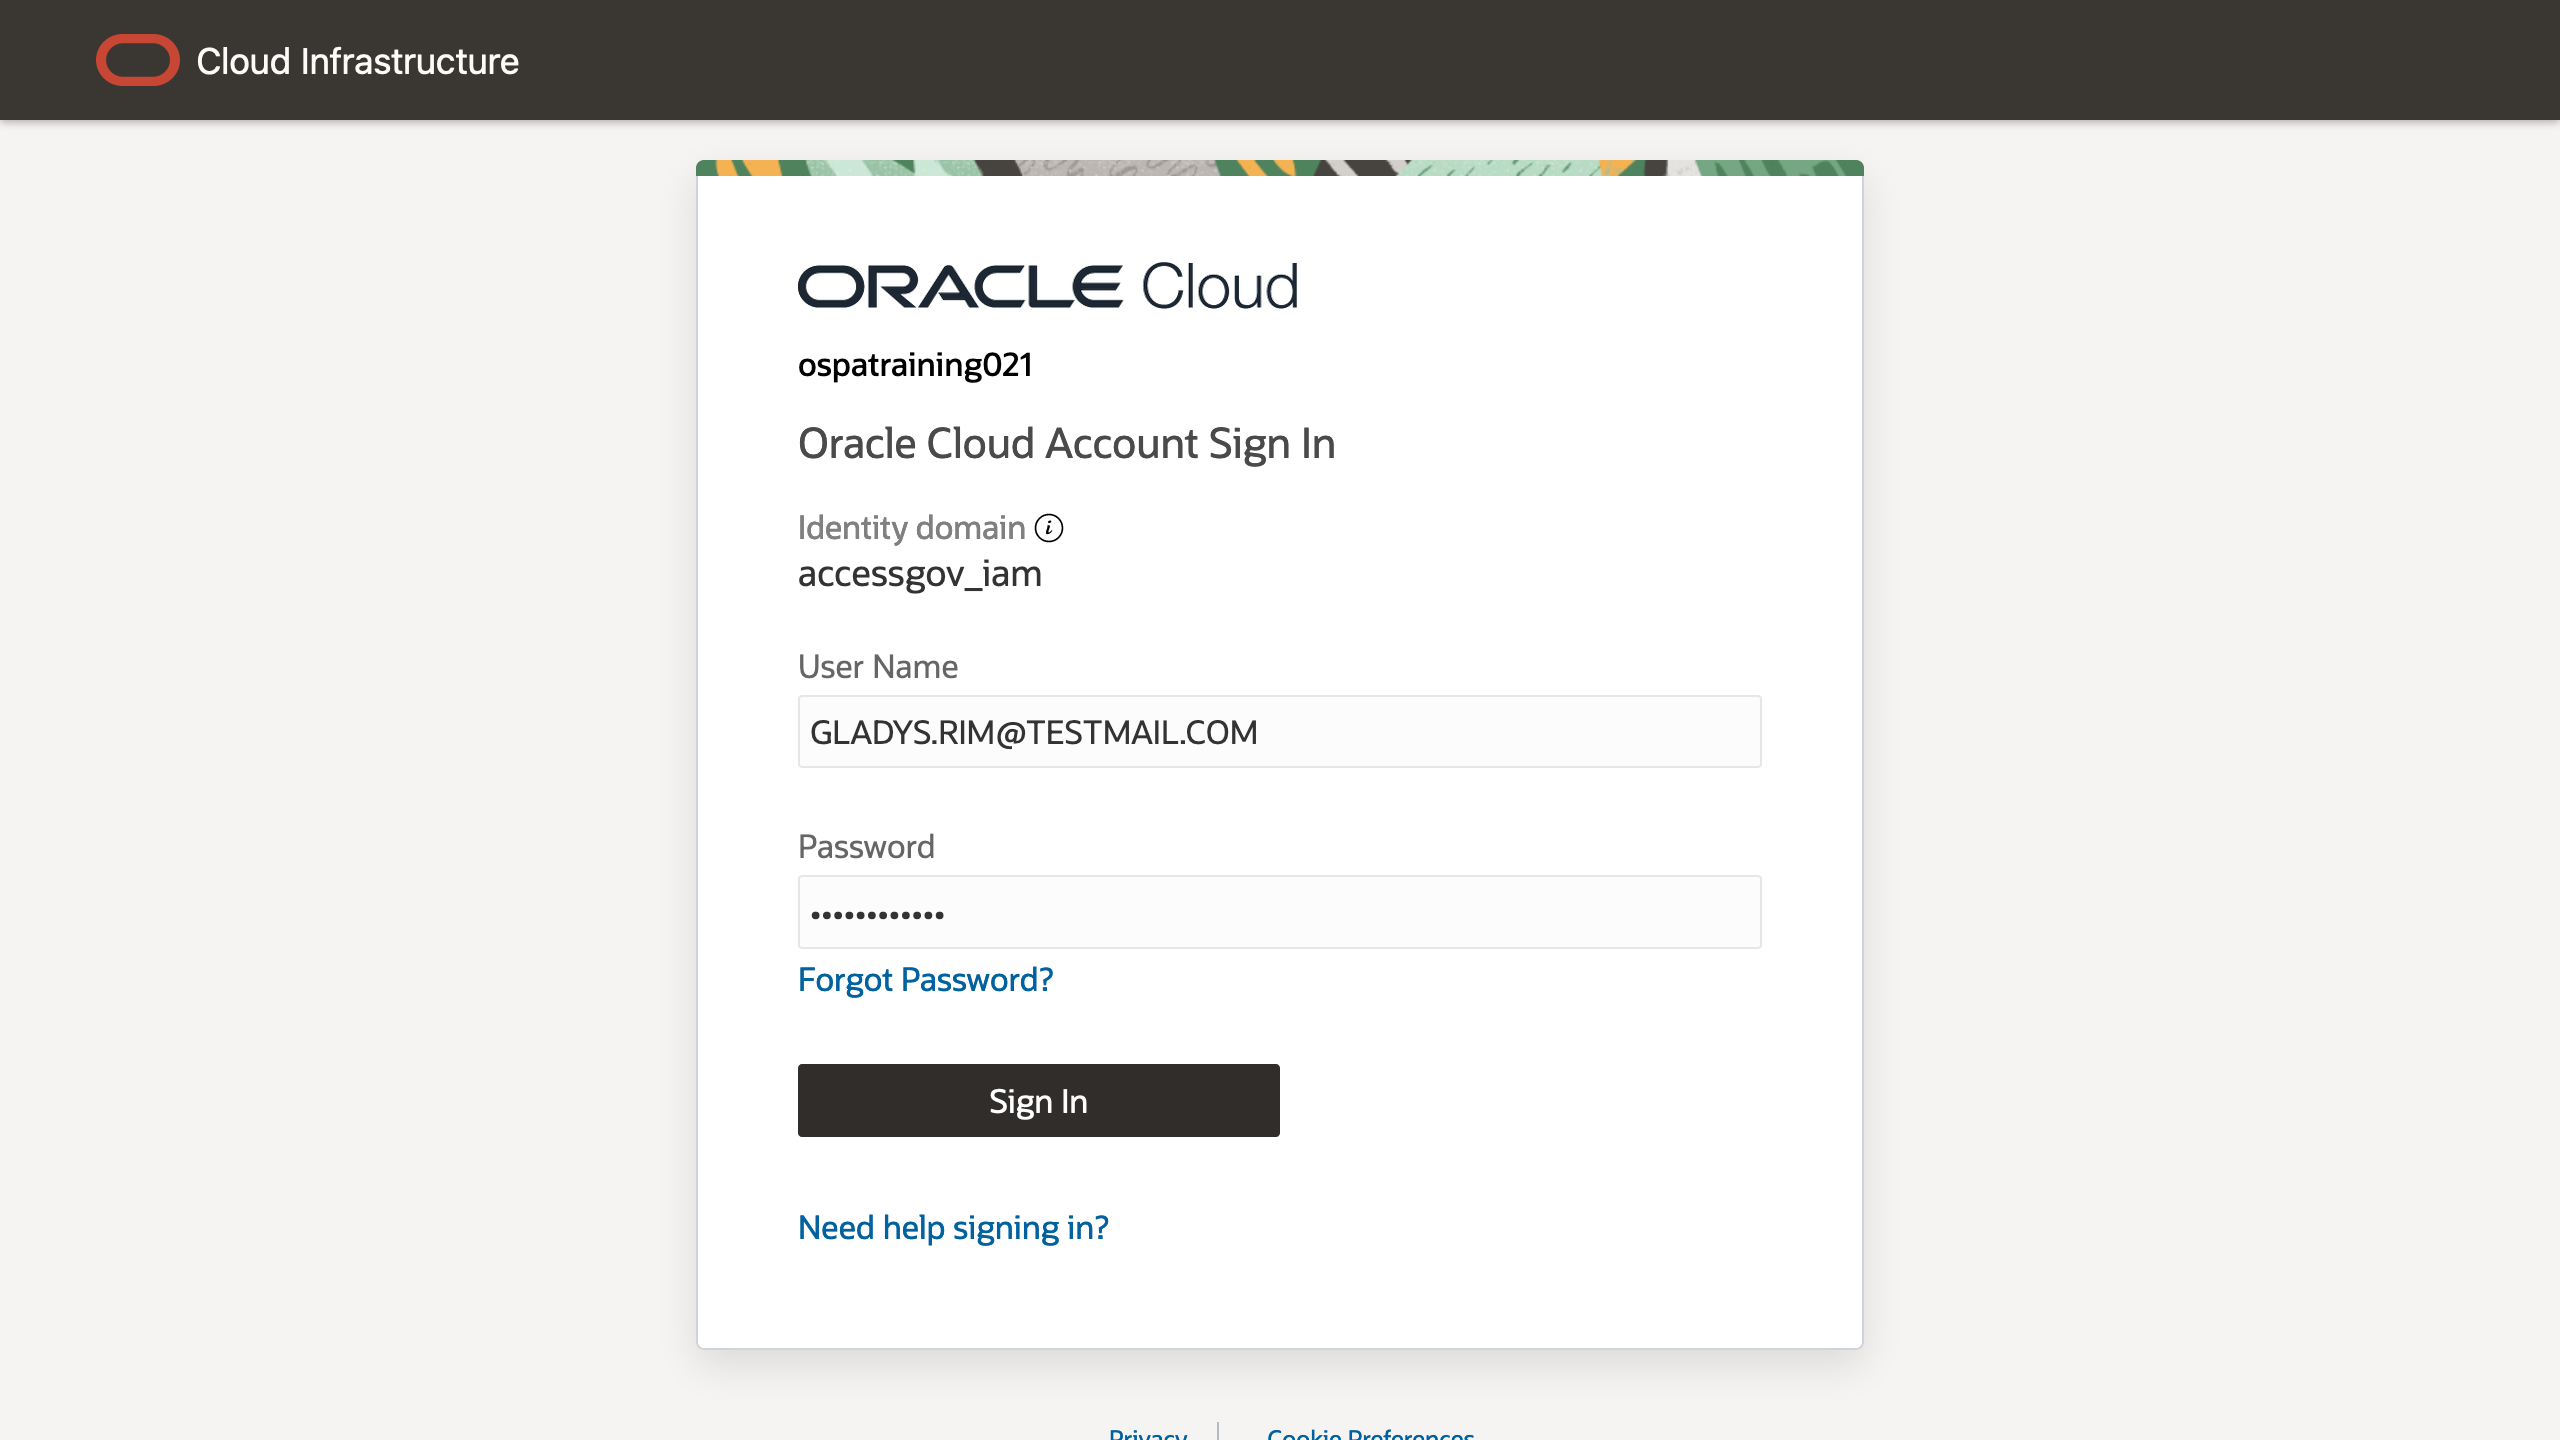 Cloud Infrastructure
ORACLE Cloud
ospatraining021
Oracle Cloud Account Sign In
Identity domain
accessgov_iam
User Name
GLADYS.RIM@TESTMAIL.COM
Password
••••••••••••
Forgot Password?
Sign In
Need help signing in?
Privacy
Cookie Preferences